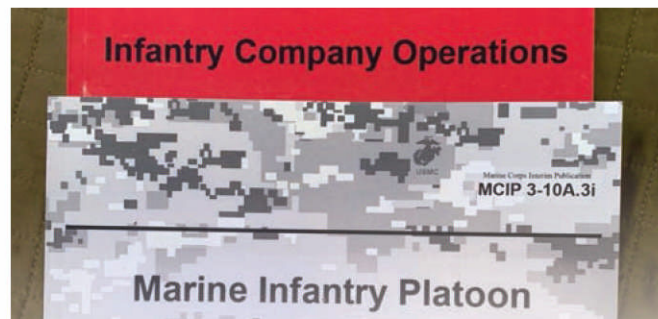 Infantry Company Operations
USMC
Marine Corps Interim Publication
MCIP 3-10A.3i
Marine Infantry Platoon